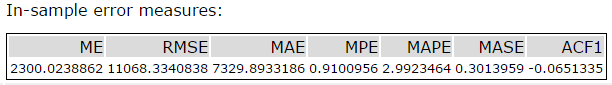 In-sample error measures:
ME RMSE MAE MPE MAPE MASE ACF1
2300.0238862 11068.3340838 7329.8933186 0.9100956 2.9923464 0.3013959 -0.0651335